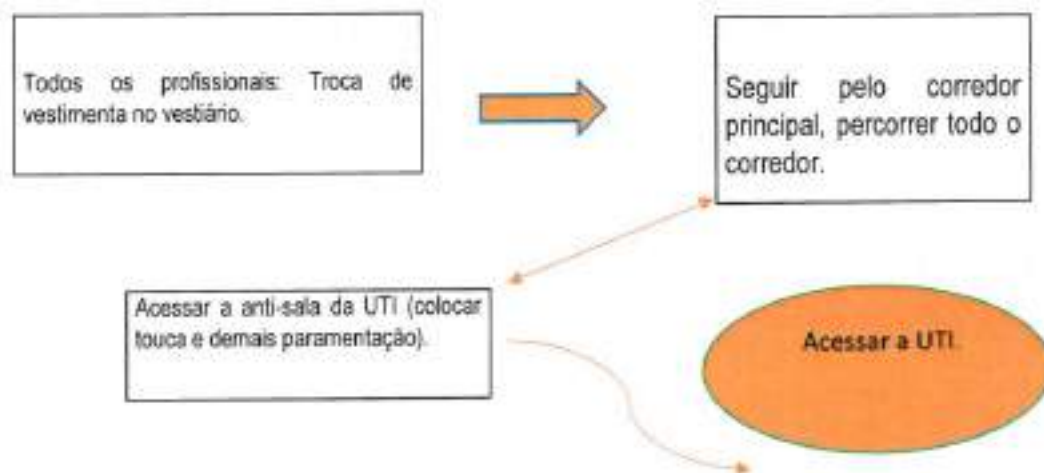 Todos os profissionais: Troca de
vestimenta no vestiário.
Seguir pelo corredor
principal, percorrer todo o
corredor.
Acessar a anti-sala da UTI (colocar
touca e demais paramentação).
Acessar a UTI.